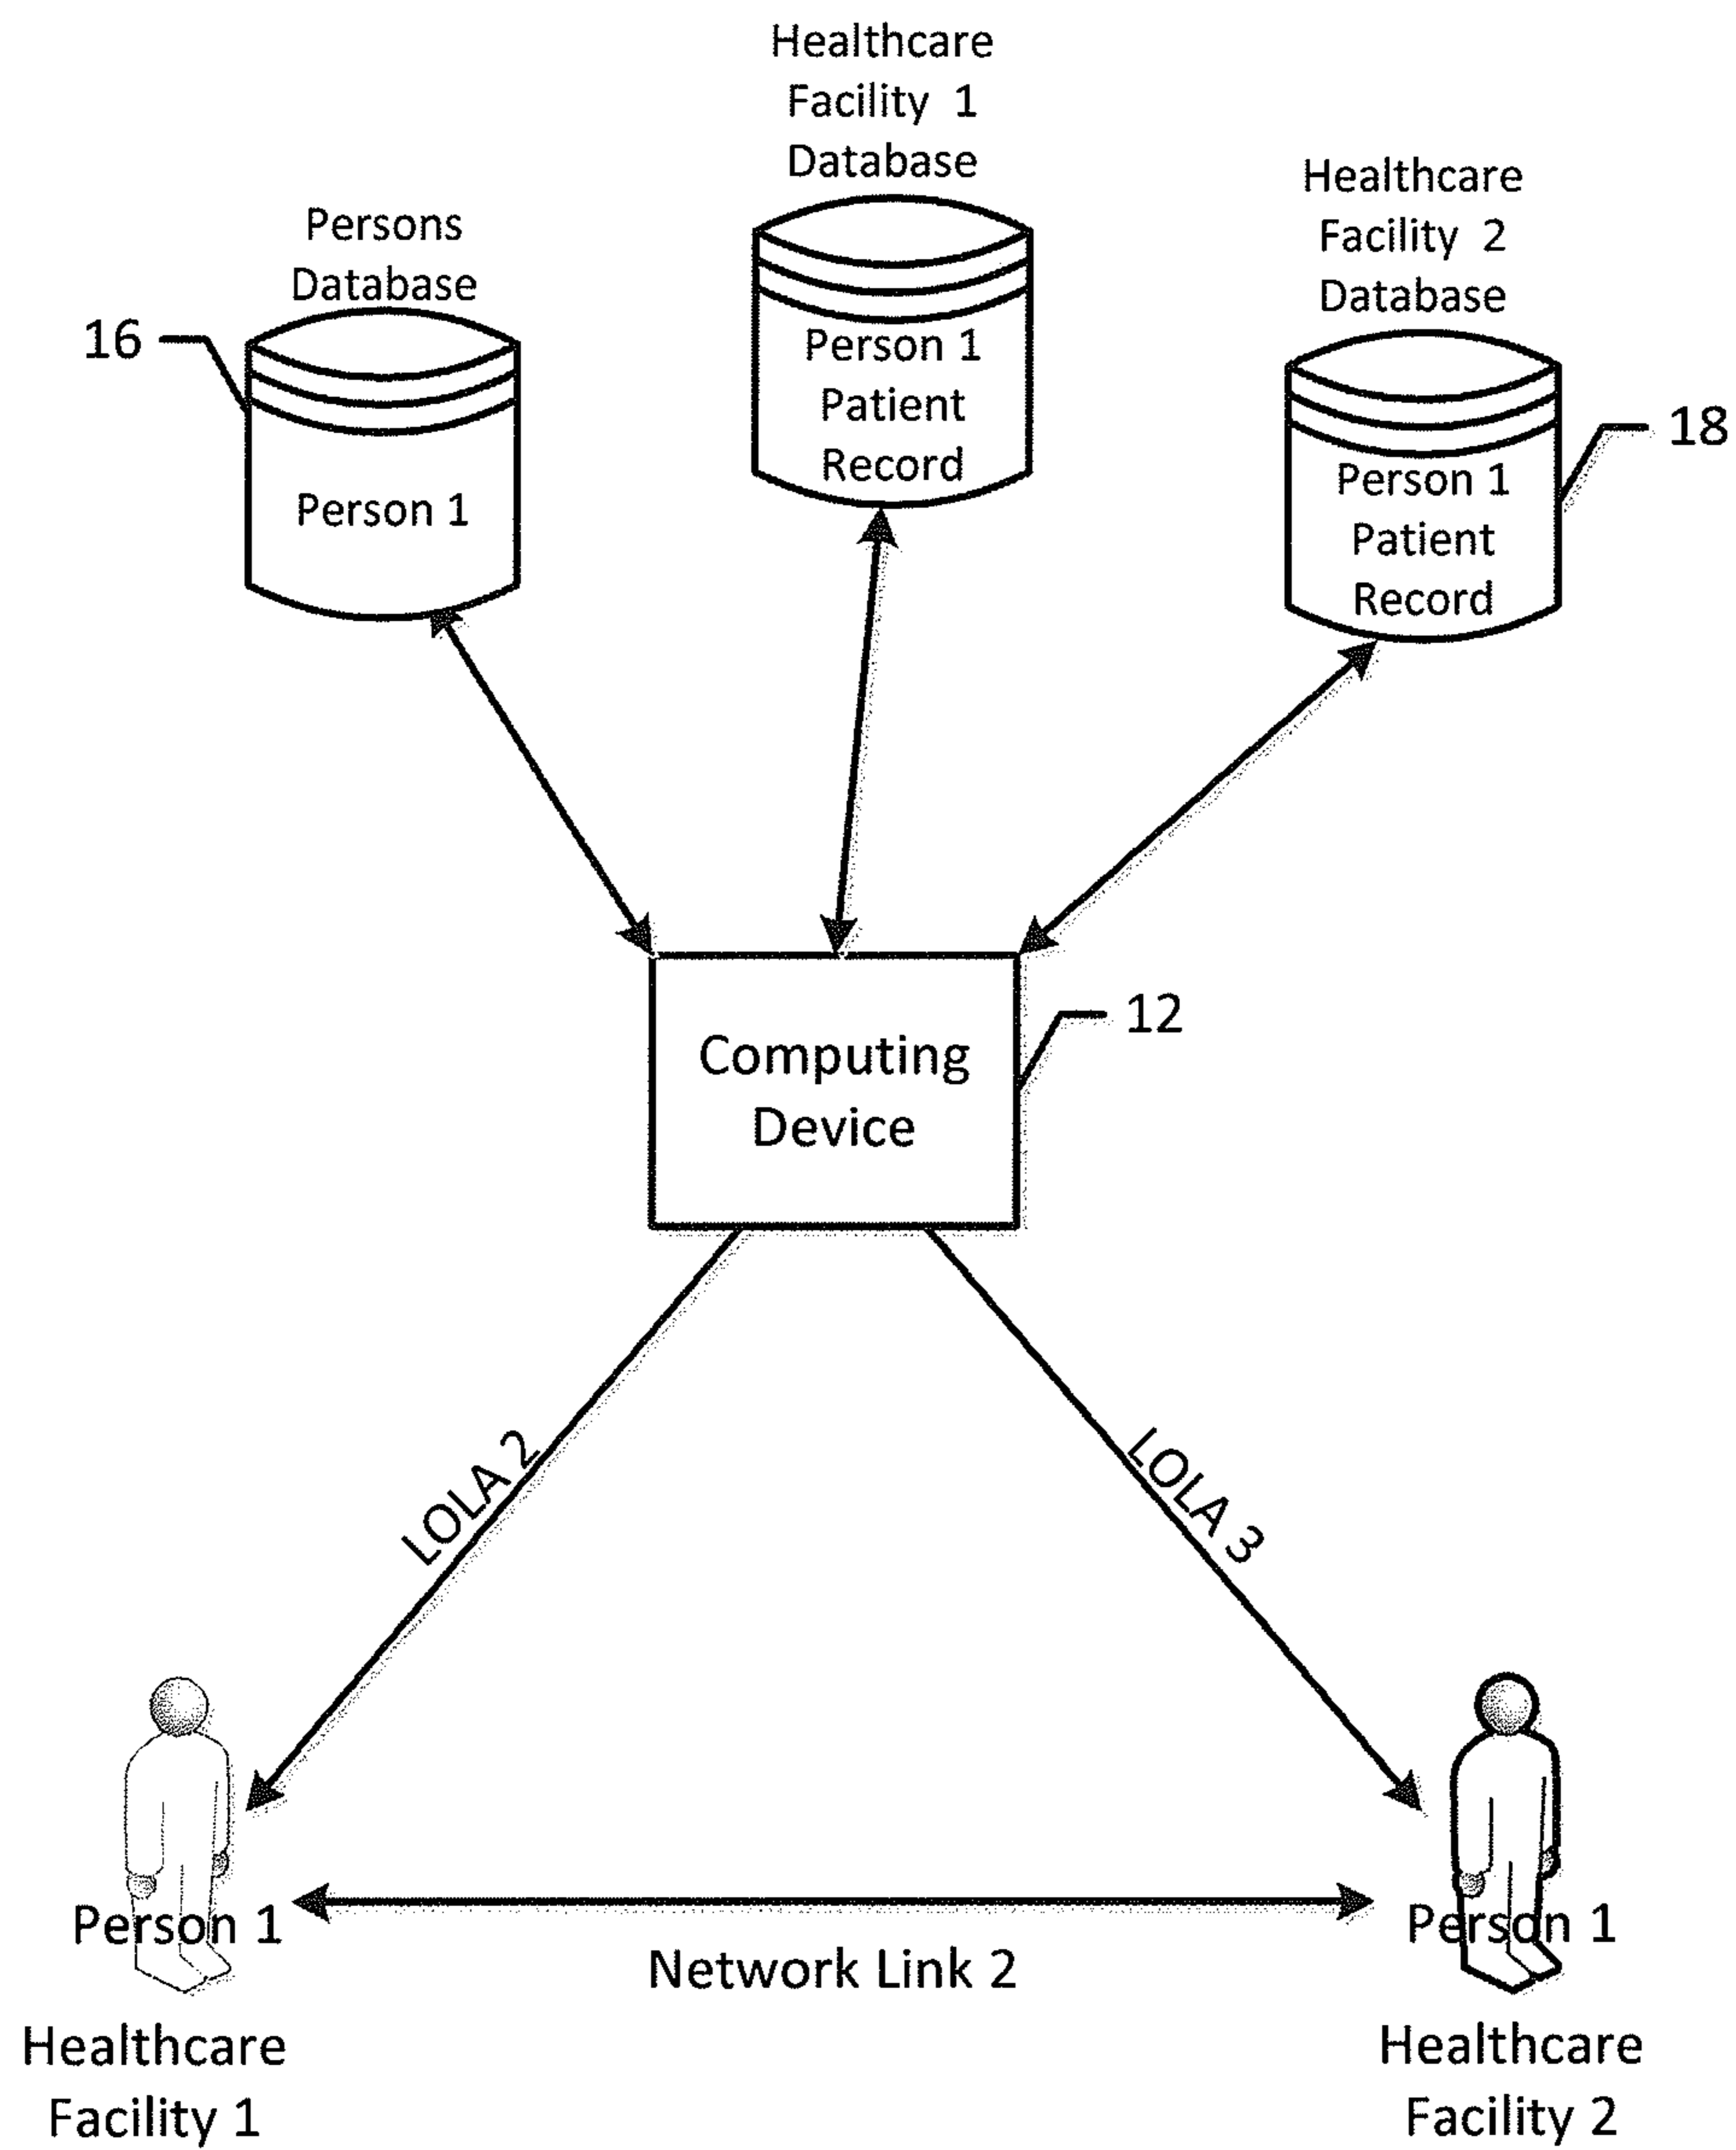 Healthcare
Facility 1
Database
Healthcare
Facility 2
Database
Persons
Database
16
Person 1
Patient
Record
18
Person 1
Patient
Record
Person 1
12
Computing
Device
LOLA 2
LOLA 3
Person 1
Person 1
Network Link 2
Healthcare
Facility 1
Healthcare
Facility 2